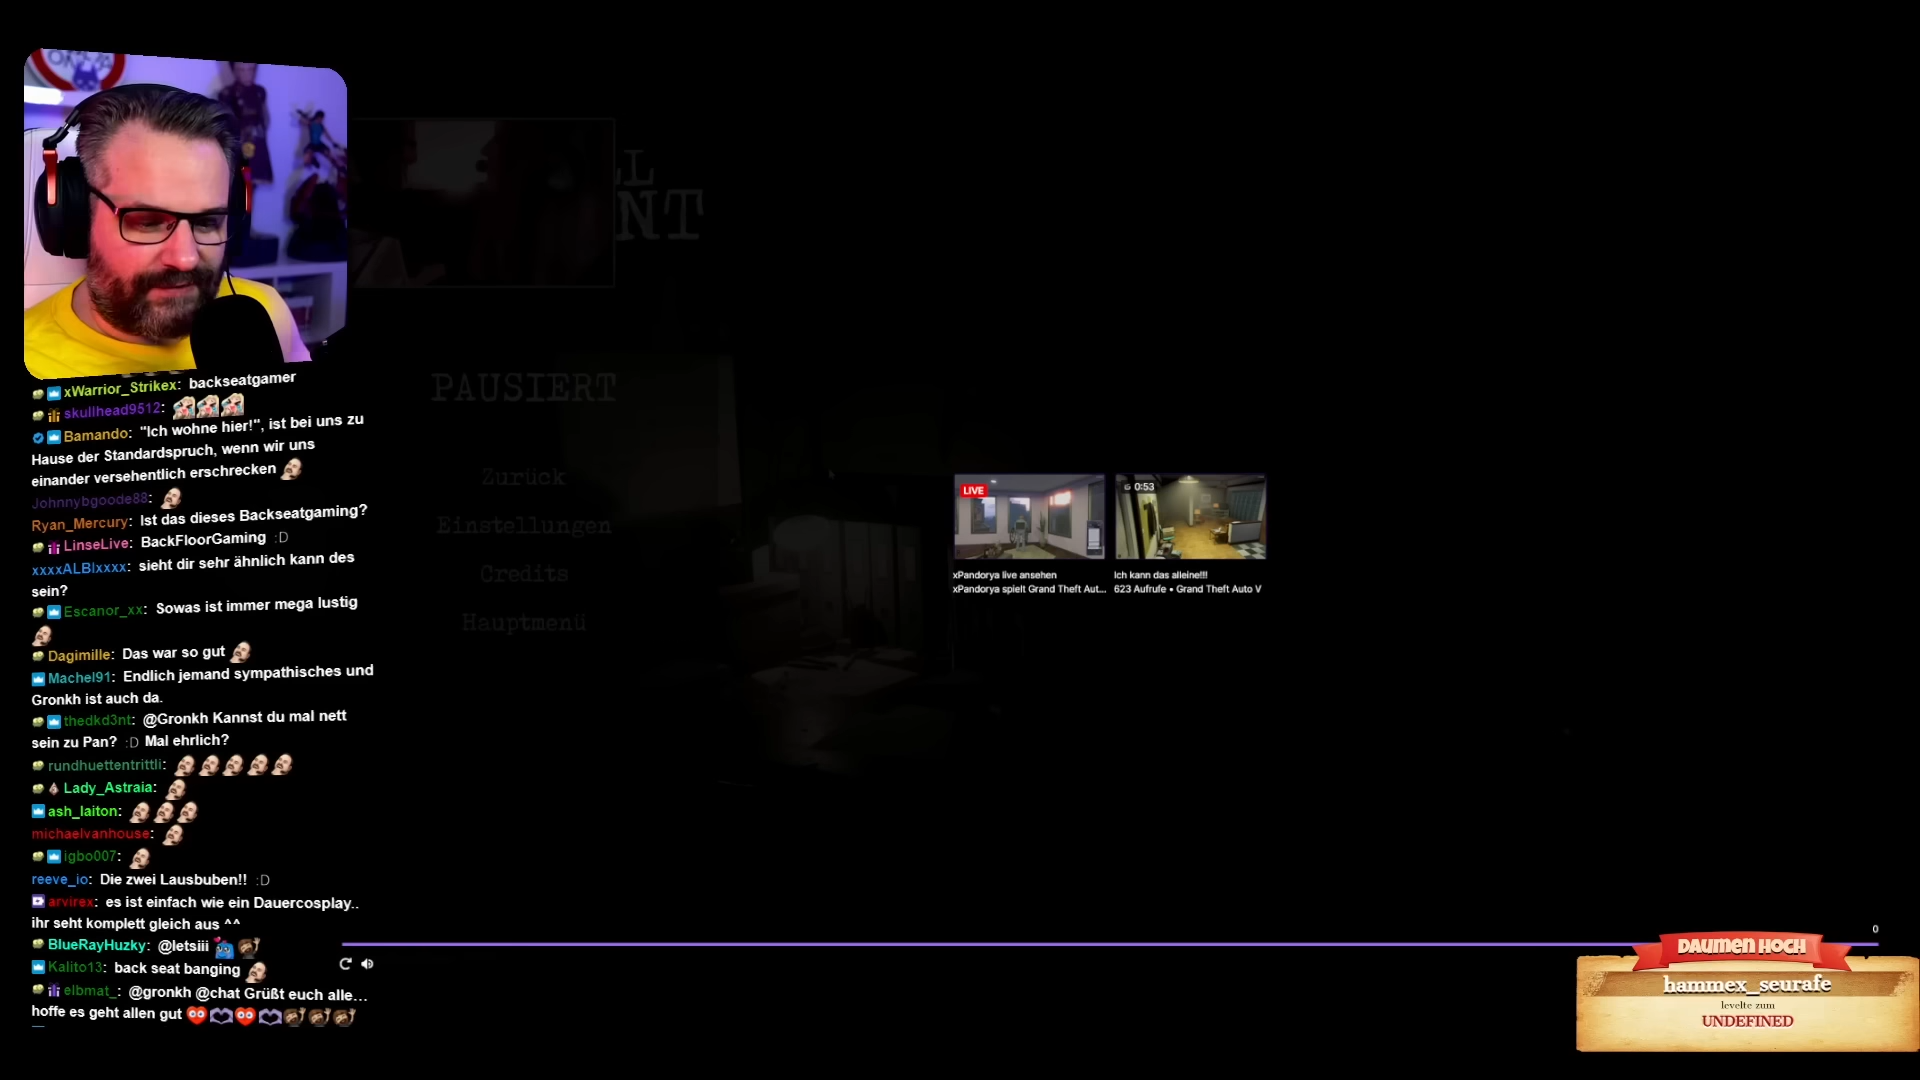 xWarrior_Strikex: backseatgamer
skullhead9512:
Bamando: "Ich wohne hier!", ist bei uns zu
Hause der Standardspruch, wenn wir uns
einander versehentlich erschrecken
Johnnybgoode88:
Ryan_Mercury: Ist das dieses Backseatgaming?
LinseLive: BackFloorGaming :D
xxxxALBIxxxx: sieht dir sehr ähnlich kann des
sein?
Escanor_xx: Sowas ist immer mega lustig
Dagimille: Das war so gut
Machel91: Endlich jemand sympathisches und
Gronkh ist auch da.
thedkd3nt: @Gronkh Kannst du mal nett
sein zu Pan? :D Mal ehrlich?
rundhuettentrittli:
Lady_Astraia:
ash_laiton:
michaelvanhouse:
igbo007:
reeve_io: Die zwei Lausbuben!! :D
arvirex: es ist einfach wie ein Dauercosplay..
ihr seht komplett gleich aus ^^
BlueRayHuzky: @letsiii
Kalito13: back seat banging
elbmat_: @gronkh @chat Grüßt euch alle...
hoffe es geht allen gut
PAUSIERT
Zurück
Einstellungen
Credits
Hauptmenü
LIVE
xPandorya live ansehen
xPandorya spielt Grand Theft Aut...
0:53
Ich kann das alleine!!!
623 Aufrufe • Grand Theft Auto V
0
DAUMEN HOCH
hammex_seurafe
levelte zum
UNDEFINED